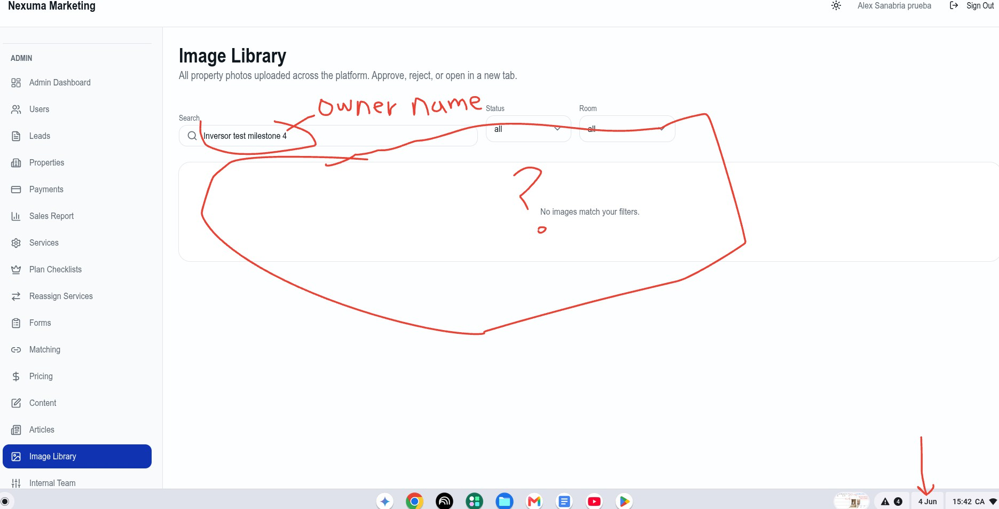 Nexuma Marketing
Alex Sanabria prueba
Sign Out
ADMIN
Admin Dashboard
Users
Leads
Properties
Payments
Sales Report
Services
Plan Checklists
Reassign Services
Forms
Matching
Pricing
Content
Articles
Image Library
Internal Team
Image Library
All property photos uploaded across the platform. Approve, reject, or open in a new tab.
owner name
Search
Inversor test milestone 4
Status
all
Room
all
?
No images match your filters.
4
4 Jun
15:42 CA